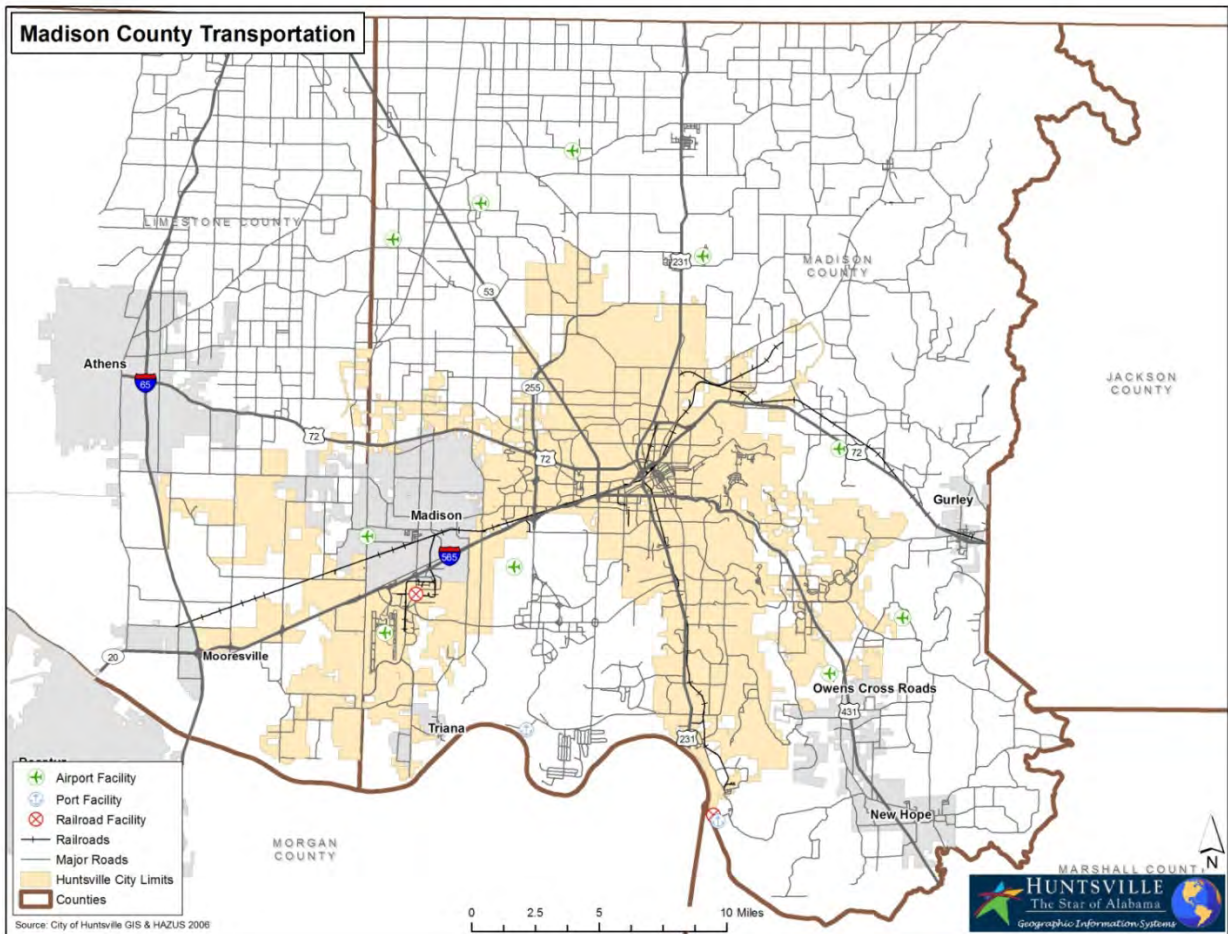 Madison County Transportation
LIMESTONE COUNTY
53
231
MADISON
COUNTY
Athens
65
255
JACKSON
COUNTY
72
72
72
Gurley
Madison
565
20
Mooresville
Owens Cross Roads
431
Triana
231
New Hope
Airport Facility
Port Facility
Railroad Facility
Railroads
Major Roads
Huntsville City Limits
Counties
MORGAN
COUNTY
N
MARSHALL COUNT
HUNTSVILLE
The Star of Alabama
Geographic Information Systems
Source: City of Huntsville GIS & HAZUS 2006
0 2.5 5 10 Miles